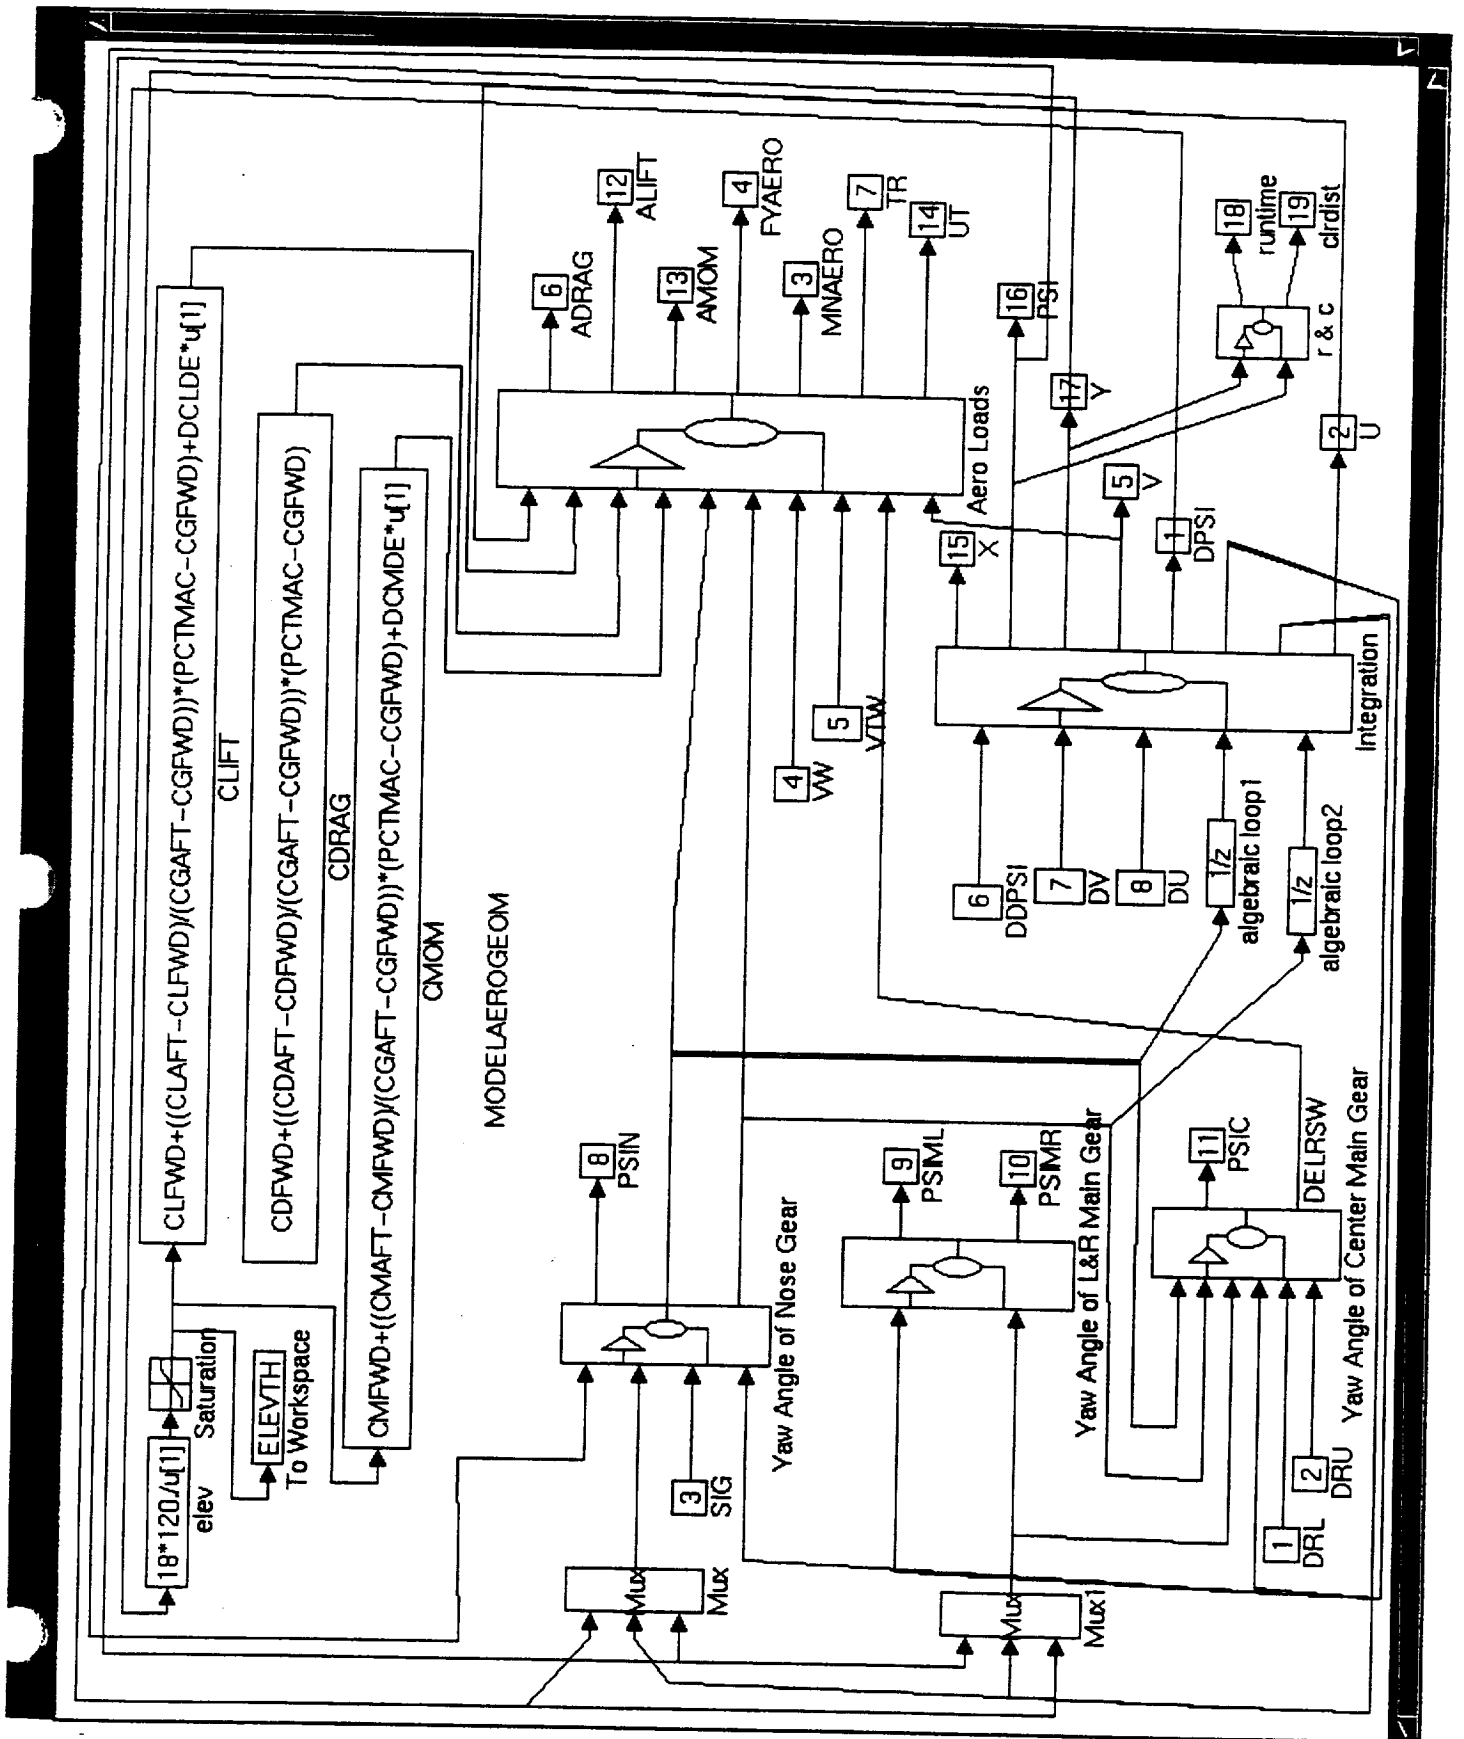 18*120./u[1]
elev
Saturation
ELEVTH
To Workspace
CLFWD+((CLAFT-CLFWD)/(CGAFT-CGFWD))*(PCTMAC-CGFWD)+DCLDE*u[1]
CLIFT
CDFWD+((CDAFT-CDFWD)/(CGAFT-CGFWD))*(PCTMAC-CGFWD)
CDRAG
CMFWD+((CMAFT-CMFWD)/(CGAFT-CGFWD))*(PCTMAC-CGFWD)+DCMDE*u[1]
CMOM
MODELAEROGEOM
6
ADRAG
12
ALIFT
13
AMOM
4
FYAERO
3
MNAERO
7
TR
14
UT
Aero Loads
8
PSIN
Yaw Angle of Nose Gear
3
SIG
Mux
Mux
4
VW
5
VTW
9
PSIML
10
PSIMR
Yaw Angle of L&R Main Gear
Mux
Mux1
15
X
16
PSI
17
Y
5
V
1
DPSI
2
U
18
runtime
19
clrdist
r & c
6
DDPSI
7
DV
8
DU
1/z
algebraic loop1
1/z
algebraic loop2
Integration
11
PSIC
DELRSW
Yaw Angle of Center Main Gear
1
DRL
2
DRU